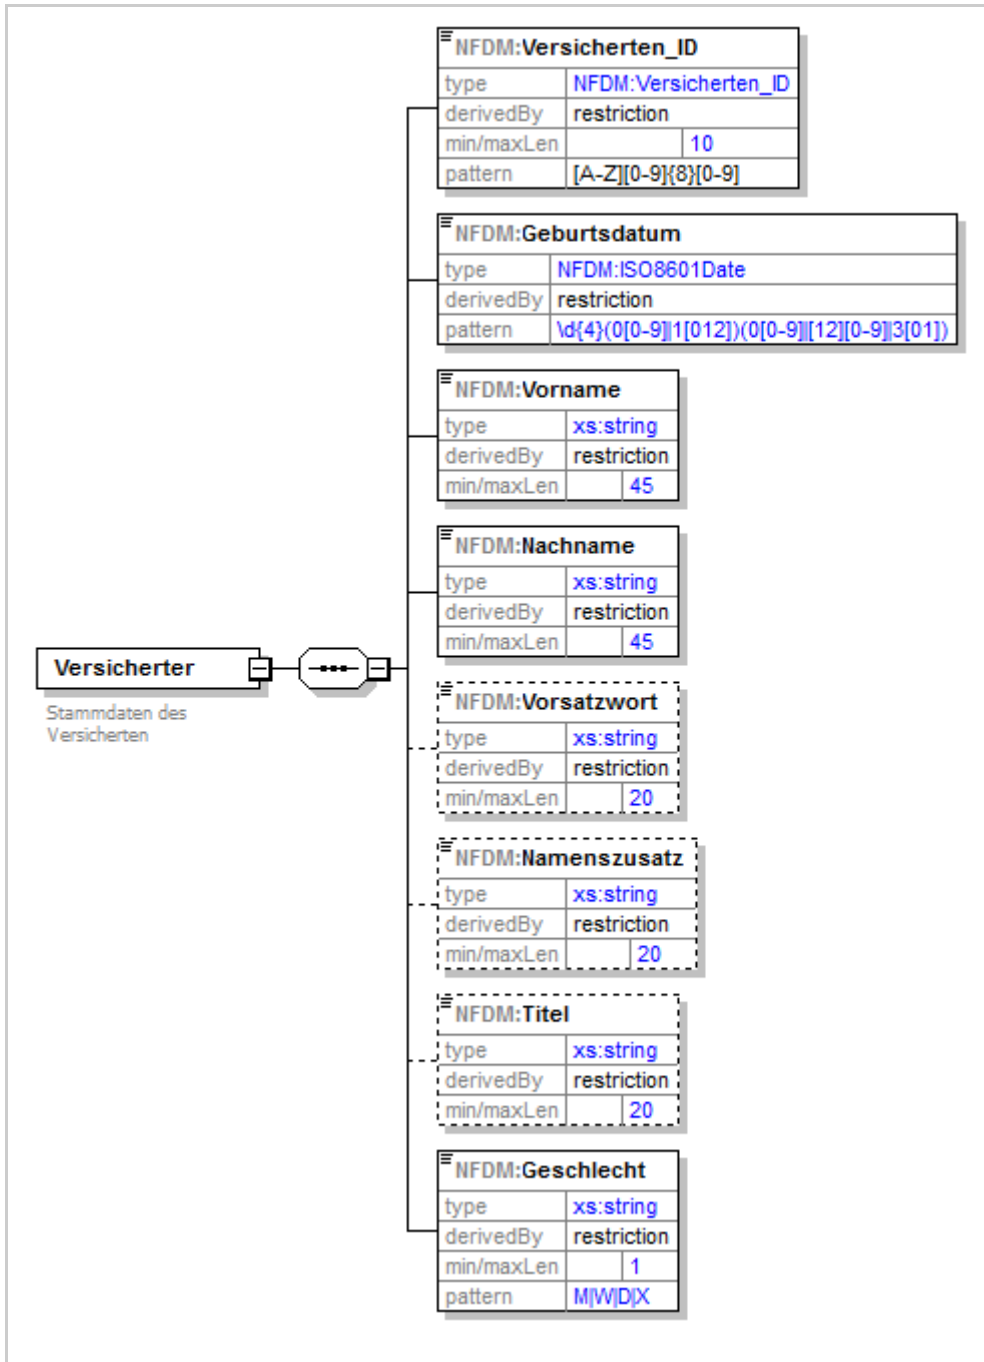 NFDM:Versicherten_ID
type NFDM:Versicherten_ID
derivedBy restriction
min/maxLen 10
pattern [A-Z][0-9]{8}[0-9]
NFDM:Geburtsdatum
type NFDM:ISO8601Date
derivedBy restriction
pattern \d{4}(0[0-9]|1[012])(0[0-9]|[12][0-9]|3[01])
NFDM:Vorname
type xs:string
derivedBy restriction
min/maxLen 45
NFDM:Nachname
type xs:string
derivedBy restriction
min/maxLen 45
Versicherter
Stammdaten des
Versicherten
NFDM:Vorsatzwort
type xs:string
derivedBy restriction
min/maxLen 20
NFDM:Namenszusatz
type xs:string
derivedBy restriction
min/maxLen 20
NFDM:Titel
type xs:string
derivedBy restriction
min/maxLen 20
NFDM:Geschlecht
type xs:string
derivedBy restriction
min/maxLen 1
pattern M|W|D|X